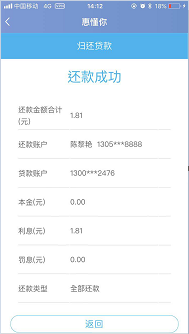 中国移动 4G 14:12 18%
惠懂你
归还贷款
还款成功
还款金额合计
(元) 1.81
还款账户 陈黎艳 1305***8888
贷款账户 1300***2476
本金(元) 0.00
利息(元) 1.81
罚息(元) 0.00
还款类型 全部还款
返回